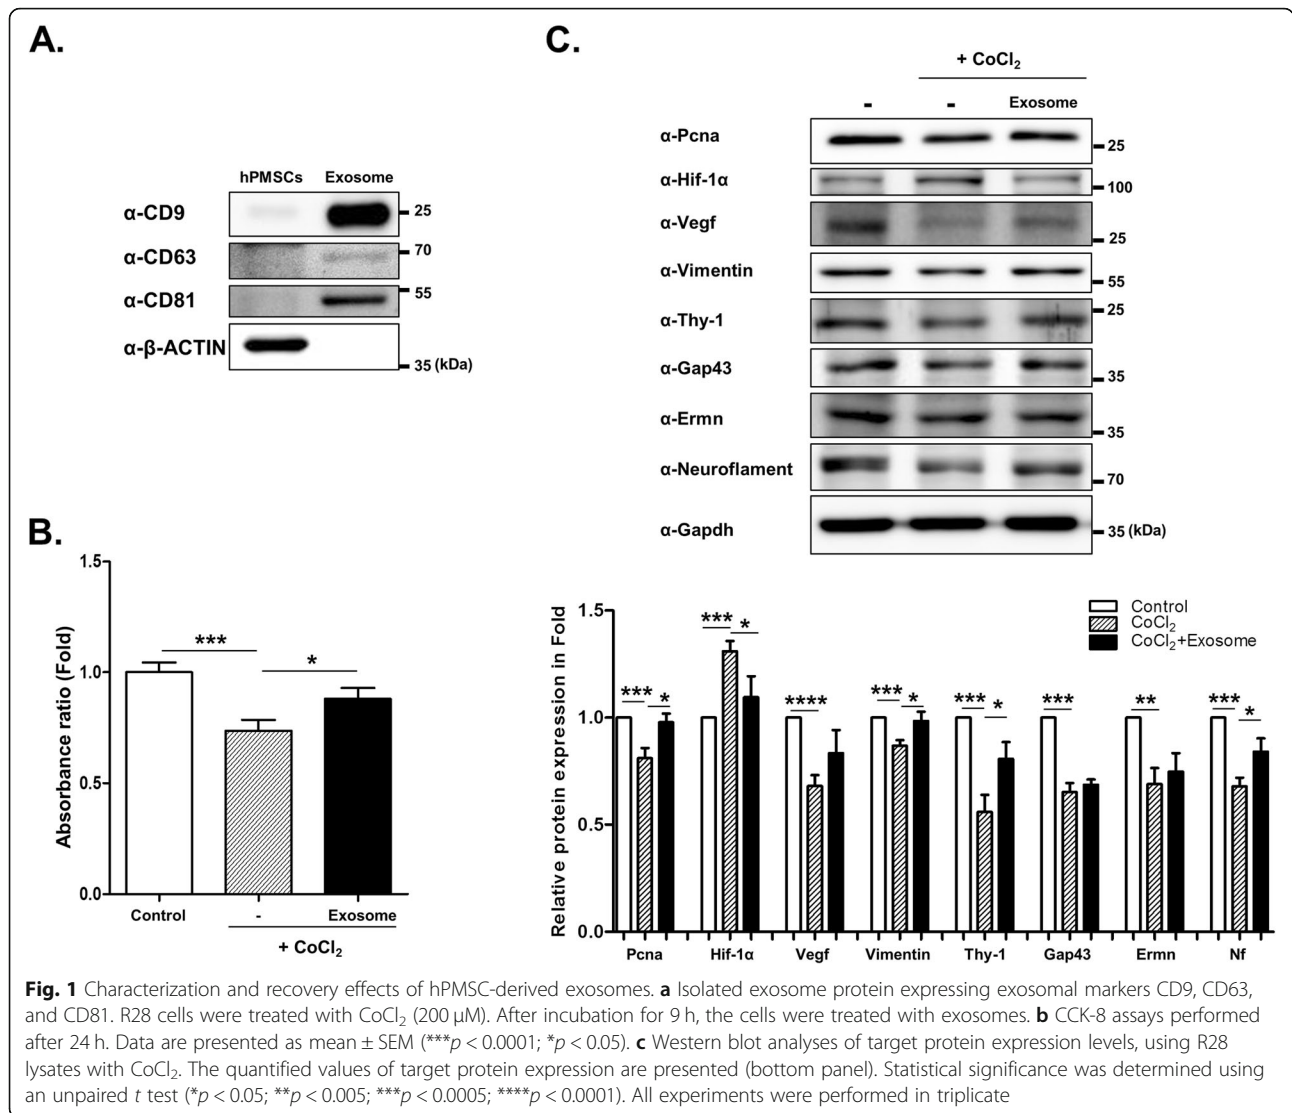 A.
hPMSCs Exosome
α-CD9
25
α-CD63
70
α-CD81
55
α-β-ACTIN
35 (kDa)
B.
Absorbance ratio (Fold)
1.5
1.0
0.5
0.0
***
*
Control - Exosome
+ CoCl₂
C.
+ CoCl₂
- - Exosome
α-Pcna
25
α-Hif-1α
100
α-Vegf
25
α-Vimentin
55
α-Thy-1
25
α-Gap43
35
α-Ermn
35
α-Neuroflament
70
α-Gapdh
35 (kDa)
Relative protein expression in Fold
1.5
1.0
0.5
0.0
Control
CoCl₂
CoCl₂+Exosome
*** *
*** *
****
*** *
*** *
***
**
*** *
Pcna Hif-1α Vegf Vimentin Thy-1 Gap43 Ermn Nf
Fig. 1 Characterization and recovery effects of hPMSC-derived exosomes. a Isolated exosome protein expressing exosomal markers CD9, CD63,
and CD81. R28 cells were treated with CoCl₂ (200 μM). After incubation for 9 h, the cells were treated with exosomes. b CCK-8 assays performed
after 24 h. Data are presented as mean ± SEM (***p < 0.0001; *p < 0.05). c Western blot analyses of target protein expression levels, using R28
lysates with CoCl₂. The quantified values of target protein expression are presented (bottom panel). Statistical significance was determined using
an unpaired t test (*p < 0.05; **p < 0.005; ***p < 0.0005; ****p < 0.0001). All experiments were performed in triplicate